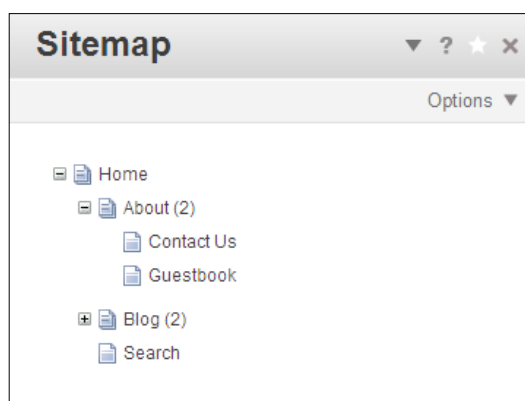 Sitemap
?
Options
Home
About (2)
Contact Us
Guestbook
Blog (2)
Search